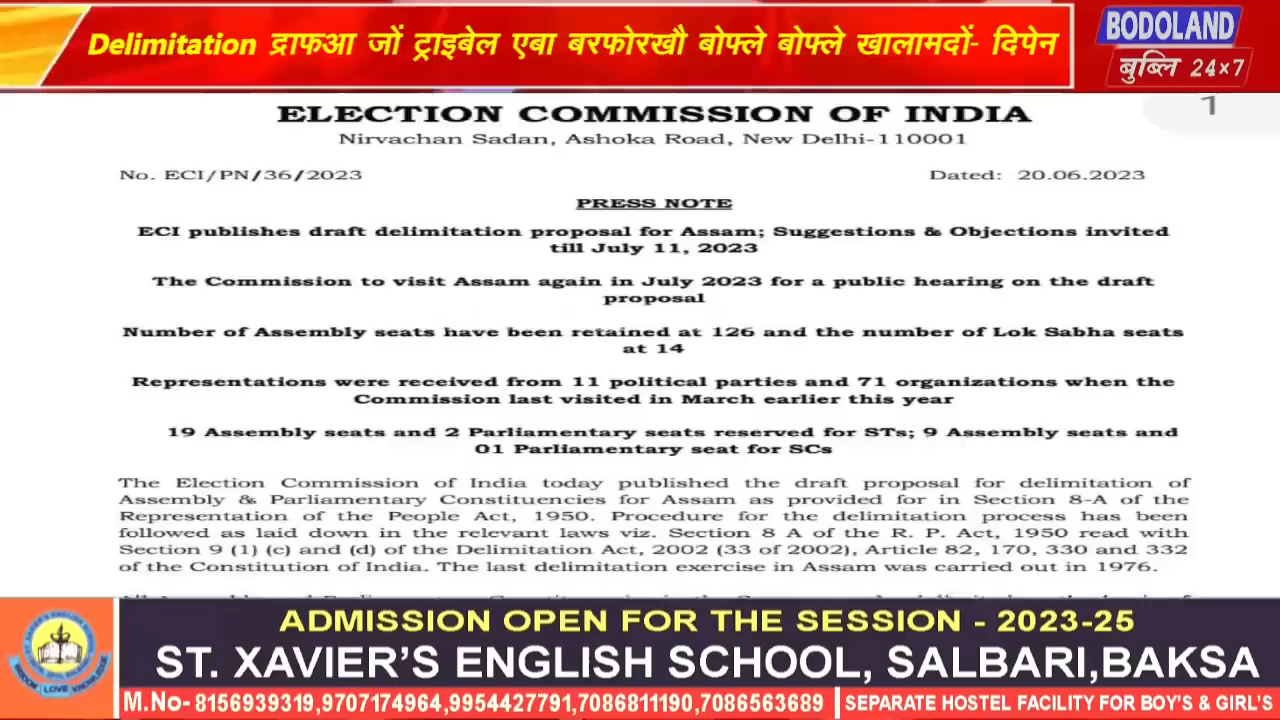 Delimitation द्राफआ जों ट्राइबेल एबा बरफोरखौ बोफ्ले बोफ्ले खालामदों- दिपेन
BODOLAND
बुब्लि 24×7
1
ELECTION COMMISSION OF INDIA
Nirvachan Sadan, Ashoka Road, New Delhi-110001
No. ECI/PN/36/2023 Dated: 20.06.2023
PRESS NOTE
ECI publishes draft delimitation proposal for Assam; Suggestions & Objections invited
till July 11, 2023
The Commission to visit Assam again in July 2023 for a public hearing on the draft
proposal
Number of Assembly seats have been retained at 126 and the number of Lok Sabha seats
at 14
Representations were received from 11 political parties and 71 organizations when the
Commission last visited in March earlier this year
19 Assembly seats and 2 Parliamentary seats reserved for STs; 9 Assembly seats and
01 Parliamentary seat for SCs
The Election Commission of India today published the draft proposal for delimitation of
Assembly & Parliamentary Constituencies for Assam as provided for in Section 8-A of the
Representation of the People Act, 1950. Procedure for the delimitation process has been
followed as laid down in the relevant laws viz. Section 8 A of the R. P. Act, 1950 read with
Section 9 (1) (c) and (d) of the Delimitation Act, 2002 (33 of 2002), Article 82, 170, 330 and 332
of the Constitution of India. The last delimitation exercise in Assam was carried out in 1976.
ADMISSION OPEN FOR THE SESSION - 2023-25
ST. XAVIER'S ENGLISH SCHOOL, SALBARI,BAKSA
M.No- 8156939319,9707174964,9954427791,7086811190,7086563689
SEPARATE HOSTEL FACILITY FOR BOY'S & GIRL'S